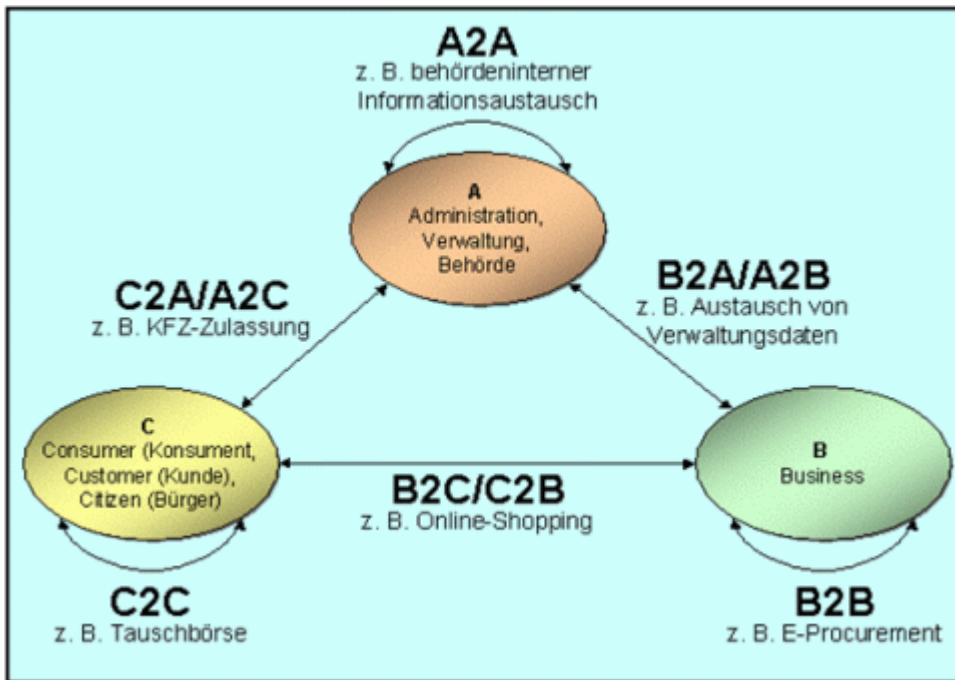 A2A
z. B. behördeninterner
Informationsaustausch
A
Administration,
Verwaltung,
Behörde
C2A/A2C
z. B. KFZ-Zulassung
B2A/A2B
z. B. Austausch von
Verwaltungsdaten
C
Consumer (Konsument,
Customer (Kunde),
Citizen (Bürger)
B
Business
B2C/C2B
z. B. Online-Shopping
C2C
z. B. Tauschbörse
B2B
z. B. E-Procurement